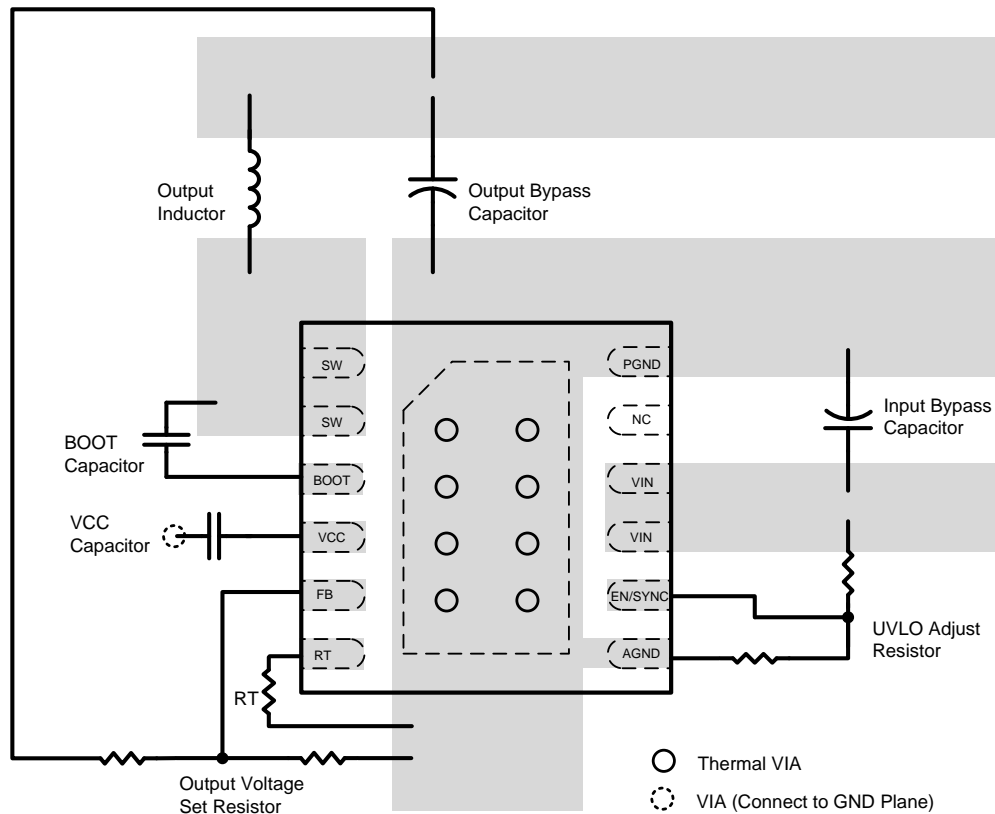 Output
Inductor
Output Bypass
Capacitor
SW
PGND
SW
NC
Input Bypass
Capacitor
BOOT
Capacitor
BOOT
VIN
VCC
Capacitor
VCC
VIN
FB
EN/SYNC
UVLO Adjust
Resistor
RT
AGND
RT
Output Voltage
Set Resistor
Thermal VIA
VIA (Connect to GND Plane)